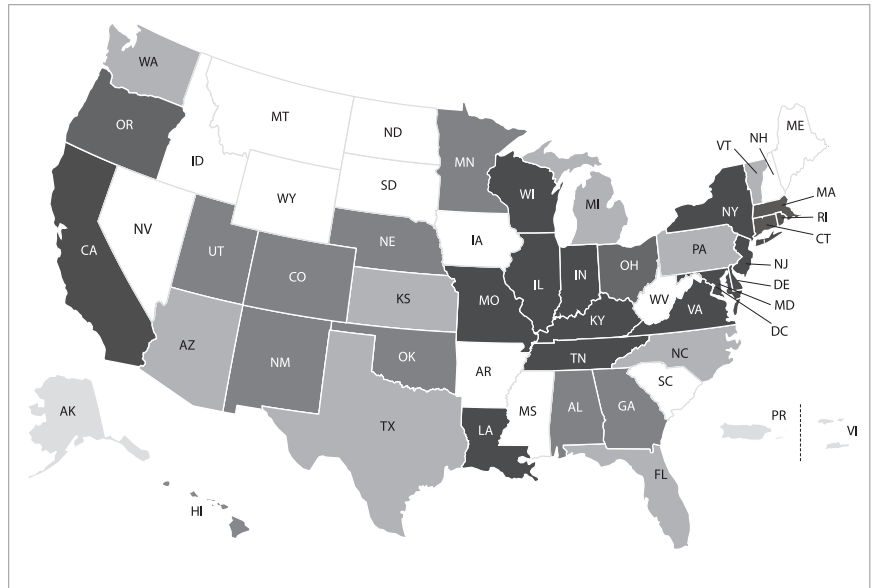 WA
MT
ND
MN
OR
ID
SD
WI
MI
WY
IA
NE
NV
UT
CO
CA
KS
MO
IL
IN
OH
PA
NY
VT
NH
ME
MA
RI
CT
NJ
DE
MD
DC
WV
VA
KY
TN
NC
SC
AZ
NM
OK
AR
TX
LA
MS
AL
GA
FL
AK
HI
PR
VI